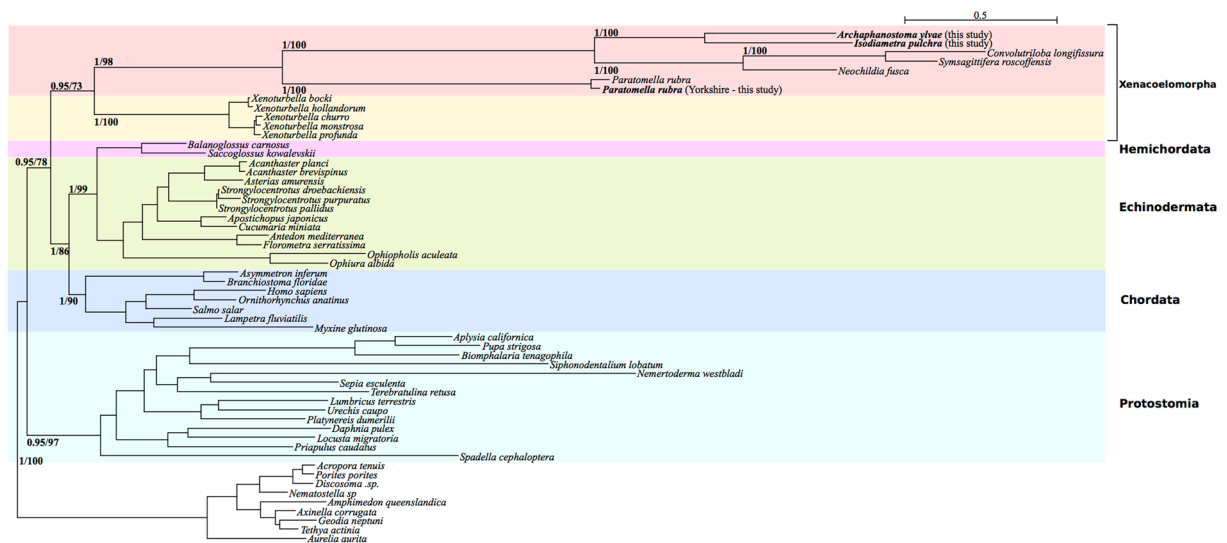 0.5
1/100
Archaphanostoma ylvae (this study)
1/100
Isodiametra pulchra (this study)
1/100
Convolutriloba longifissura
Symsagittifera roscoffensis
1/98
1/100
Neochildia fusca
Paratomella rubra
Xenacoelomorpha
0.95/73
1/100
Paratomella rubra (Yorkshire - this study)
Xenoturbella bocki
Xenoturbella hollandorum
Xenoturbella churro
1/100
Xenoturbella monstrosa
Xenoturbella profunda
Balanoglossus carnosus
Hemichordata
Saccoglossus kowalevskii
0.95/78
Acanthaster planci
Acanthaster brevispinus
Asterias amurensis
1/99
Strongylocentrotus droebachiensis
Strongylocentrotus purpuratus
Strongylocentrotus pallidus
Echinodermata
Apostichopus japonicus
Cucumaria miniata
Antedon mediterranea
Florometra serratissima
1/86
Ophiopholis aculeata
Ophiura albida
Asymmetron inferum
Branchiostoma floridae
Homo sapiens
1/90
Ornithorhynchus anatinus
Chordata
Salmo salar
Lampetra fluviatilis
Myxine glutinosa
Aplysia californica
Pupa strigosa
Biomphalaria tenagophila
Siphonodentalium lobatum
Nemertoderma westbladi
Sepia esculenta
Terebratulina retusa
Lumbricus terrestris
Protostomia
Urechis caupo
Platynereis dumerilii
Daphnia pulex
0.95/97
Locusta migratoria
Priapulus caudatus
Spadella cephaloptera
1/100
Acropora tenuis
Porites porites
Discosoma .sp.
Nematostella sp
Amphimedon queenslandica
Axinella corrugata
Geodia neptuni
Tethya actinia
Aurelia aurita